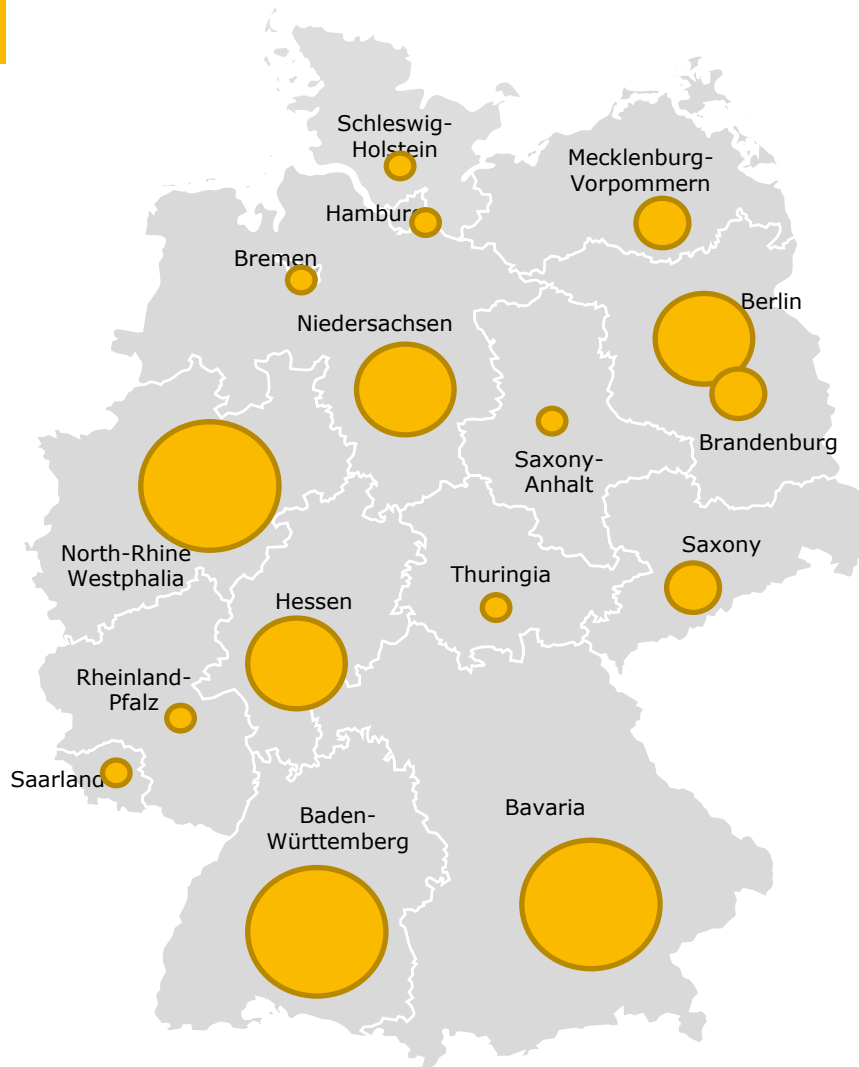 Schleswig-
Holstein
Mecklenburg-
Vorpommern
Hamburg
Bremen
Berlin
Niedersachsen
Brandenburg
Saxony-
Anhalt
Saxony
North-Rhine
Westphalia
Thuringia
Hessen
Rheinland-
Pfalz
Saarland
Baden-
Württemberg
Bavaria